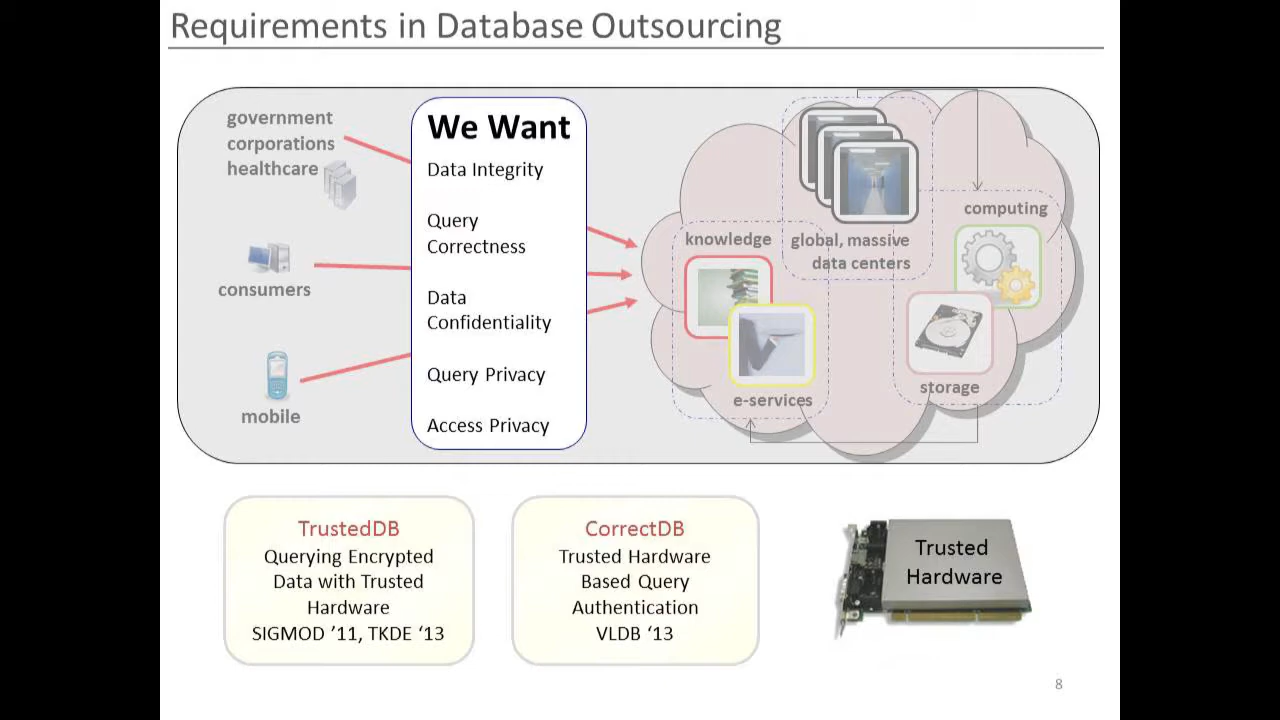 Requirements in Database Outsourcing
government
corporations
healthcare
consumers
mobile
We Want
Data Integrity
Query
Correctness
Data
Confidentiality
Query Privacy
Access Privacy
knowledge
global, massive
data centers
computing
e-services
storage
TrustedDB
Querying Encrypted
Data with Trusted
Hardware
SIGMOD ’11, TKDE ‘13
CorrectDB
Trusted Hardware
Based Query
Authentication
VLDB ‘13
Trusted
Hardware
8